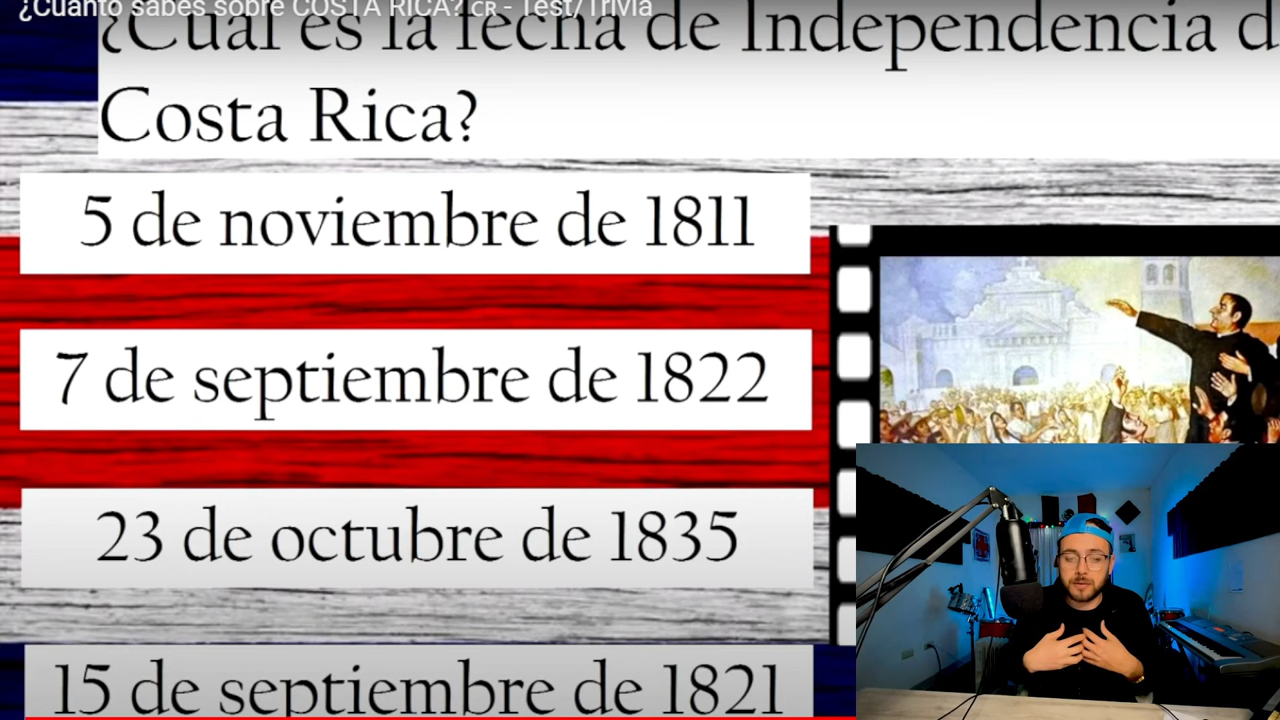 ¿Cuánto sabes sobre COSTA RICA? CR - Test/Trivia
¿Cuál es la fecha de Independencia d
Costa Rica?
5 de noviembre de 1811
7 de septiembre de 1822
23 de octubre de 1835
15 de septiembre de 1821